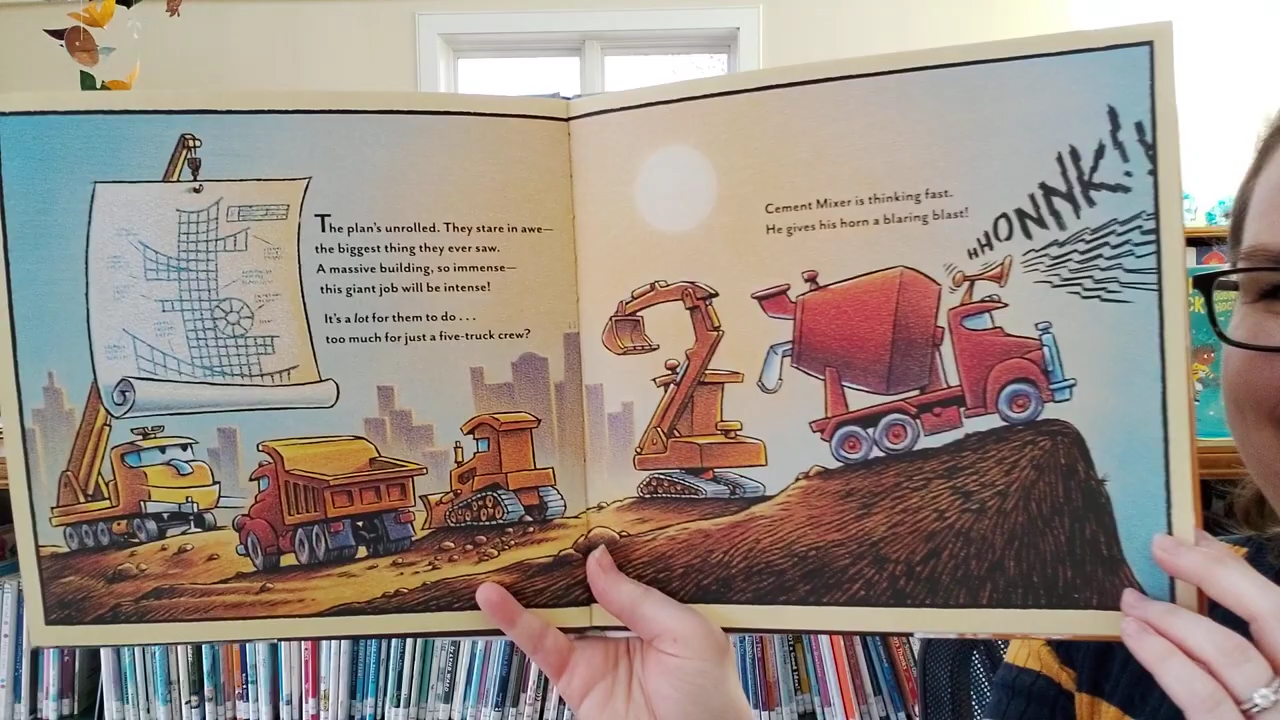 The plan's unrolled. They stare in awe—
the biggest thing they ever saw.
A massive building, so immense—
this giant job will be intense!
It's a lot for them to do . . .
too much for just a five-truck crew?
Cement Mixer is thinking fast.
He gives his horn a blaring blast!
HHONNK!!